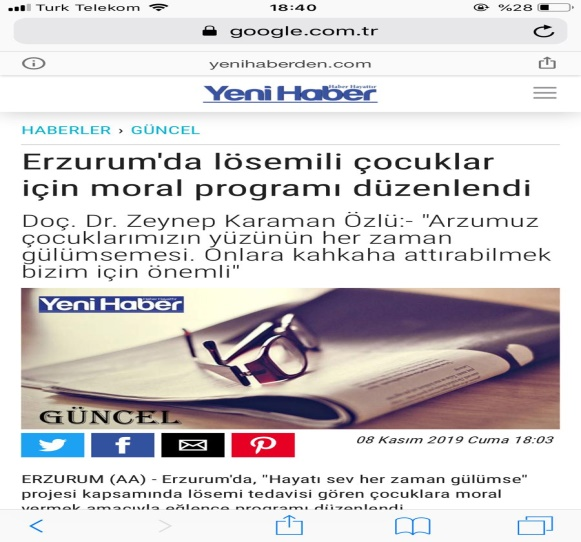 Turk Telekom 18:40 %28
google.com.tr
yenihaberden.com
Yeni Haber
HABERLER › GÜNCEL
Erzurum'da lösemili çocuklar
için moral programı düzenlendi
Doç. Dr. Zeynep Karaman Özlü:- "Arzumuz
çocuklarımızın yüzünün her zaman
gülümsemesi. Onlara kahkaha attırabilmek
bizim için önemli"
Yeni Haber
GÜNCEL
08 Kasım 2019 Cuma 18:03
ERZURUM (AA) - Erzurum'da, "Hayatı sev her zaman gülümse"
projesi kapsamında lösemi tedavisi gören çocuklara moral
vermek amacıyla eğlence programı düzenlendi.